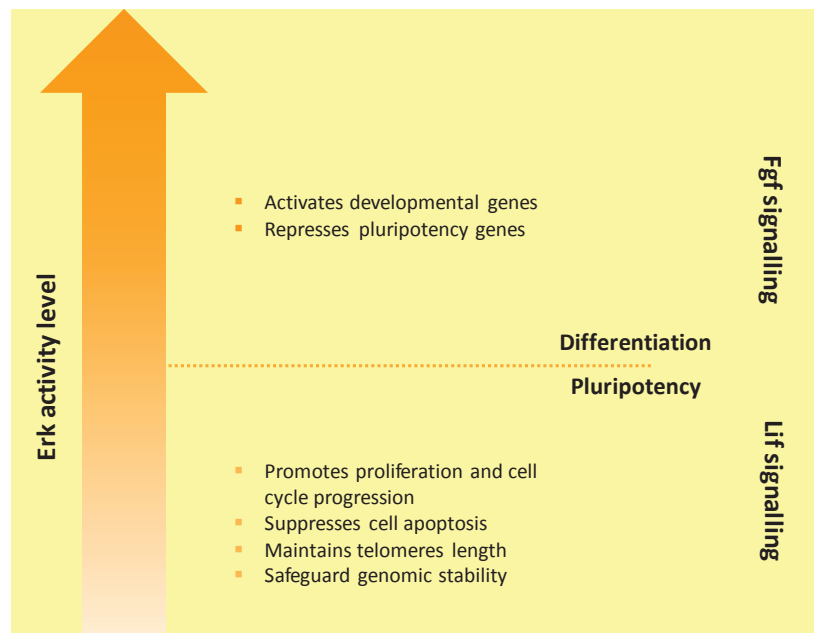 Activates developmental genes
Represses pluripotency genes
Fgf signalling
Erk activity level
Differentiation
Pluripotency
Promotes proliferation and cell
cycle progression
Suppresses cell apoptosis
Maintains telomeres length
Safeguard genomic stability
Lif signalling